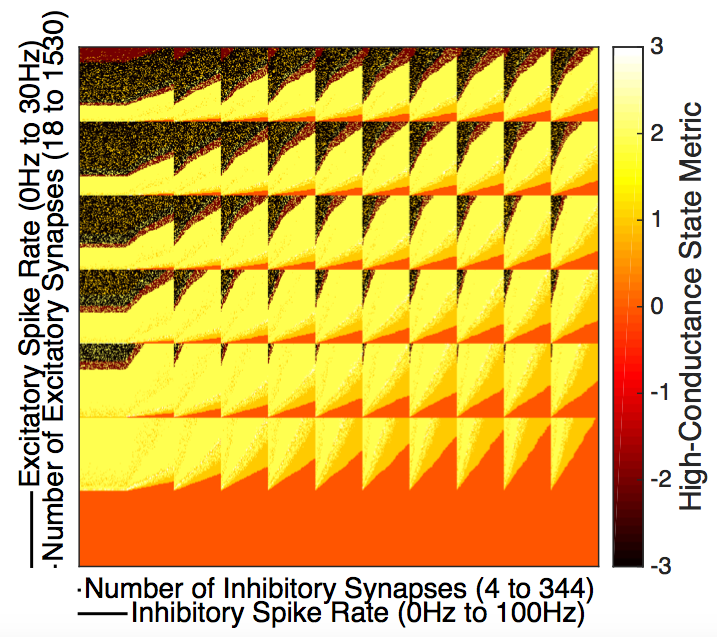 Excitatory Spike Rate (0Hz to 30Hz)
·Number of Excitatory Synapses (18 to 1530)
·Number of Inhibitory Synapses (4 to 344)
Inhibitory Spike Rate (0Hz to 100Hz)
3
2
1
0
-1
-2
-3
High-Conductance State Metric